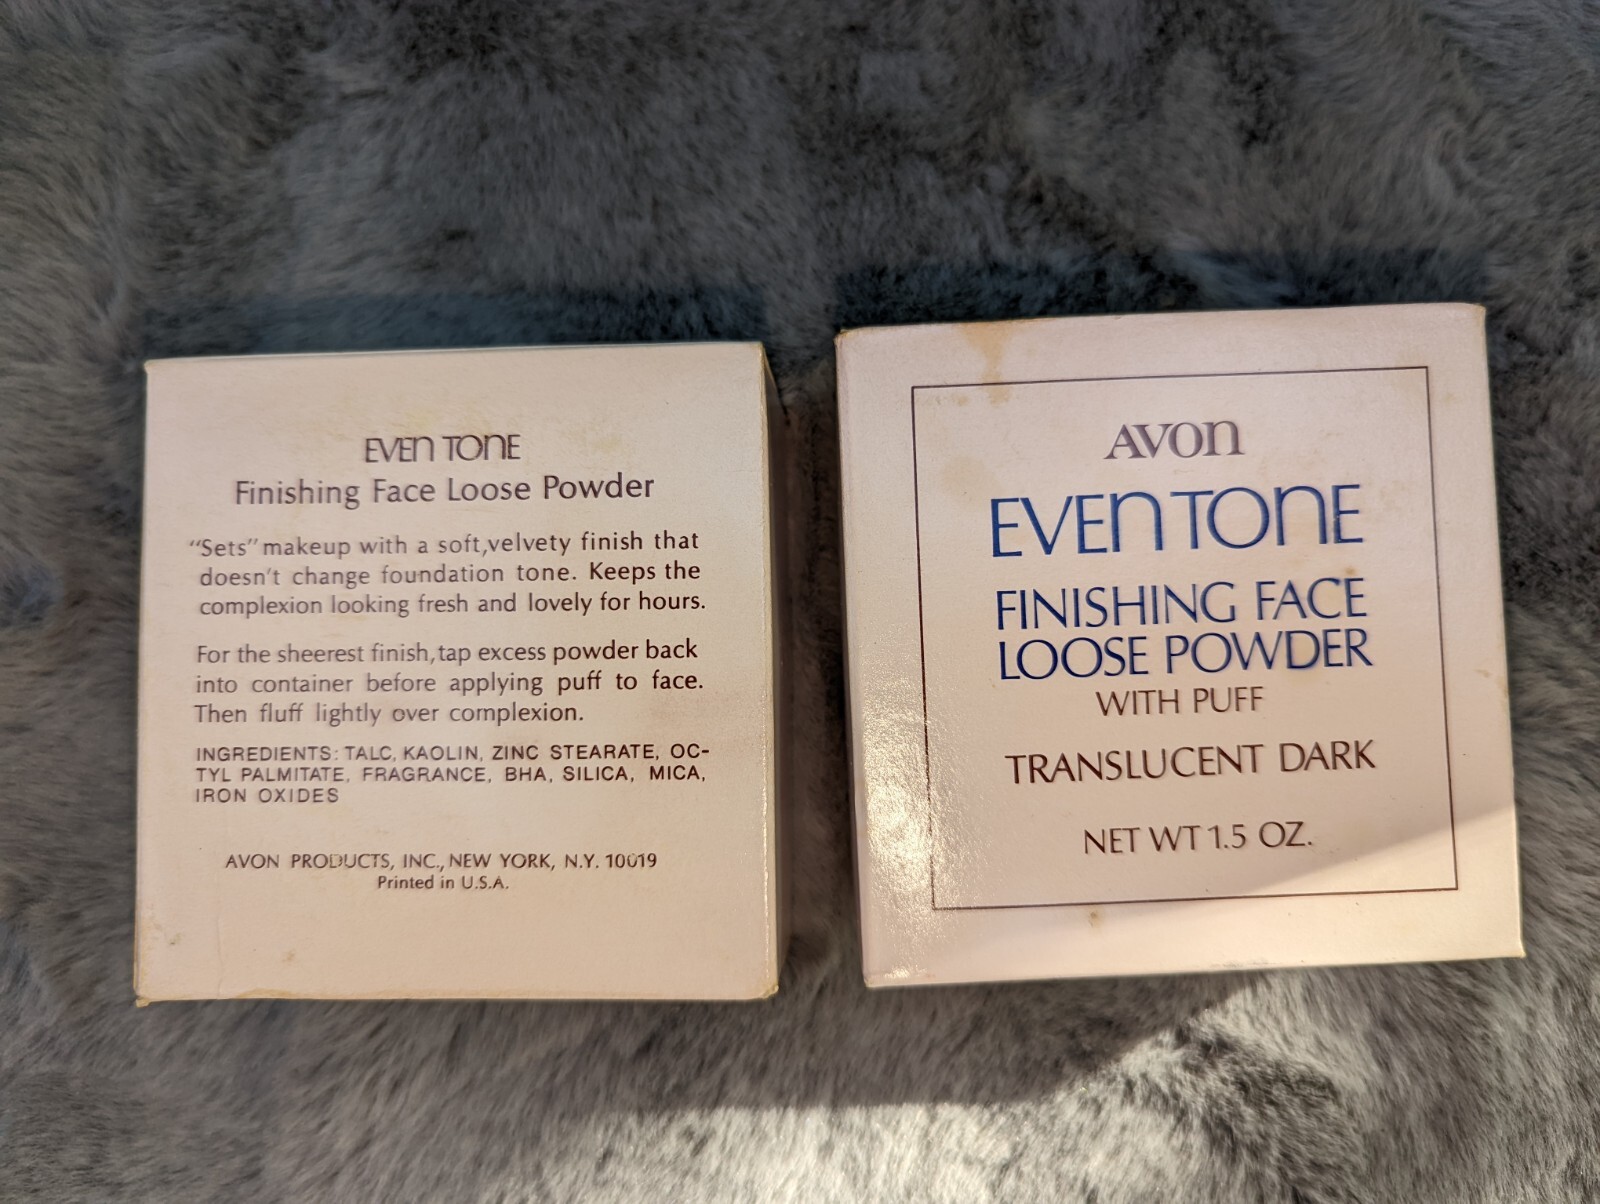 EVEN TONE
Finishing Face Loose Powder
"Sets" makeup with a soft, velvety finish that
doesn't change foundation tone. Keeps the
complexion looking fresh and lovely for hours.
For the sheerest finish, tap excess powder back
into container before applying puff to face.
Then fluff lightly over complexion.
INGREDIENTS: TALC, KAOLIN, ZINC STEARATE, OC-
TYL PALMITATE, FRAGRANCE, BHA, SILICA, MICA,
IRON OXIDES
AVON PRODUCTS, INC., NEW YORK, N.Y. 10019
Printed in U.S.A.
AVON
EVEN TONE
FINISHING FACE
LOOSE POWDER
WITH PUFF
TRANSLUCENT DARK
NET WT 1.5 OZ.